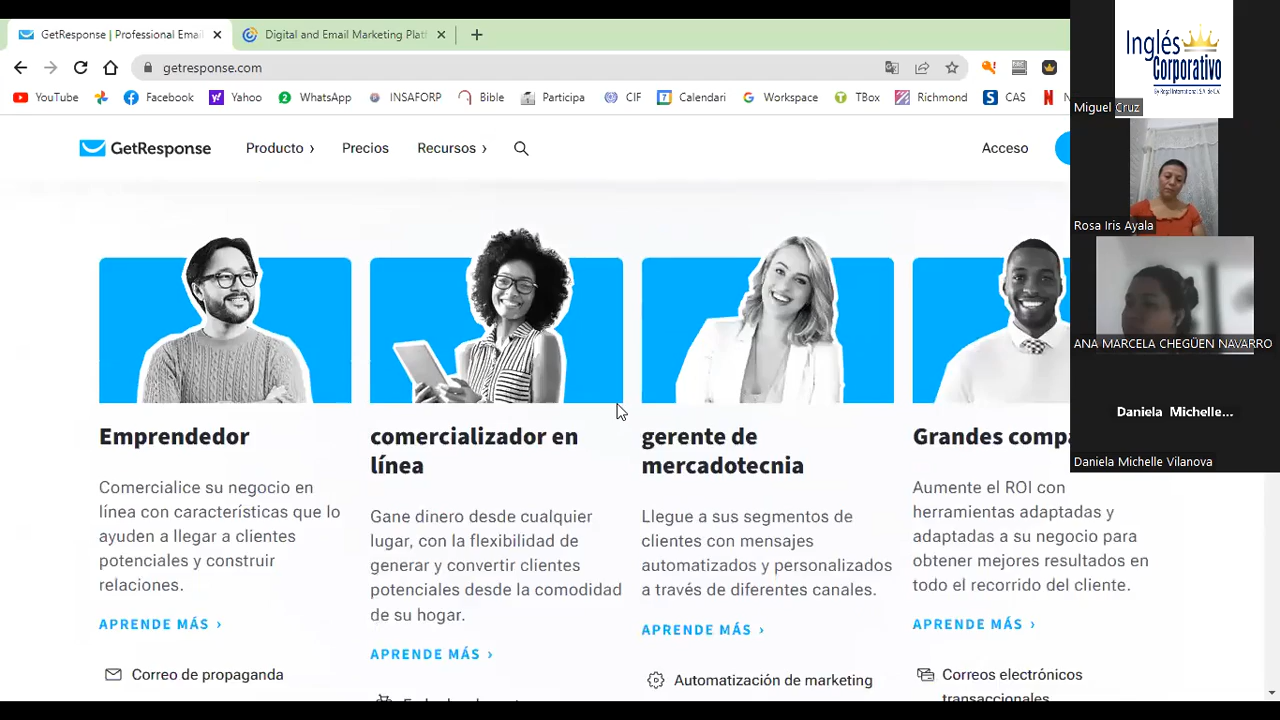 GetResponse | Professional Emai
Digital and Email Marketing Platf
getresponse.com
YouTube
Facebook
Yahoo
WhatsApp
INSAFORP
Bible
Participa
CIF
Calendari
Workspace
TBox
Richmond
CAS
GetResponse
Producto
Precios
Recursos
Acceso
Emprendedor
Comercialice su negocio en
línea con características que lo
ayuden a llegar a clientes
potenciales y construir
relaciones.
APRENDE MÁS
Correo de propaganda
comercializador en
línea
Gane dinero desde cualquier
lugar, con la flexibilidad de
generar y convertir clientes
potenciales desde la comodidad
de su hogar.
APRENDE MÁS
gerente de
mercadotecnia
Llegue a sus segmentos de
clientes con mensajes
automatizados y personalizados
a través de diferentes canales.
APRENDE MÁS
Automatización de marketing
Grandes compa
Aumente el ROI con
herramientas adaptadas y
adaptadas a su negocio para
obtener mejores resultados en
todo el recorrido del cliente.
APRENDE MÁS
Correos electrónicos
transaccionales
Inglés
Corporativo
Miguel Cruz
Rosa Iris Ayala
ANA MARCELA CHEGÜEN NAVARRO
Daniela Michelle...
Daniela Michelle Vilanova